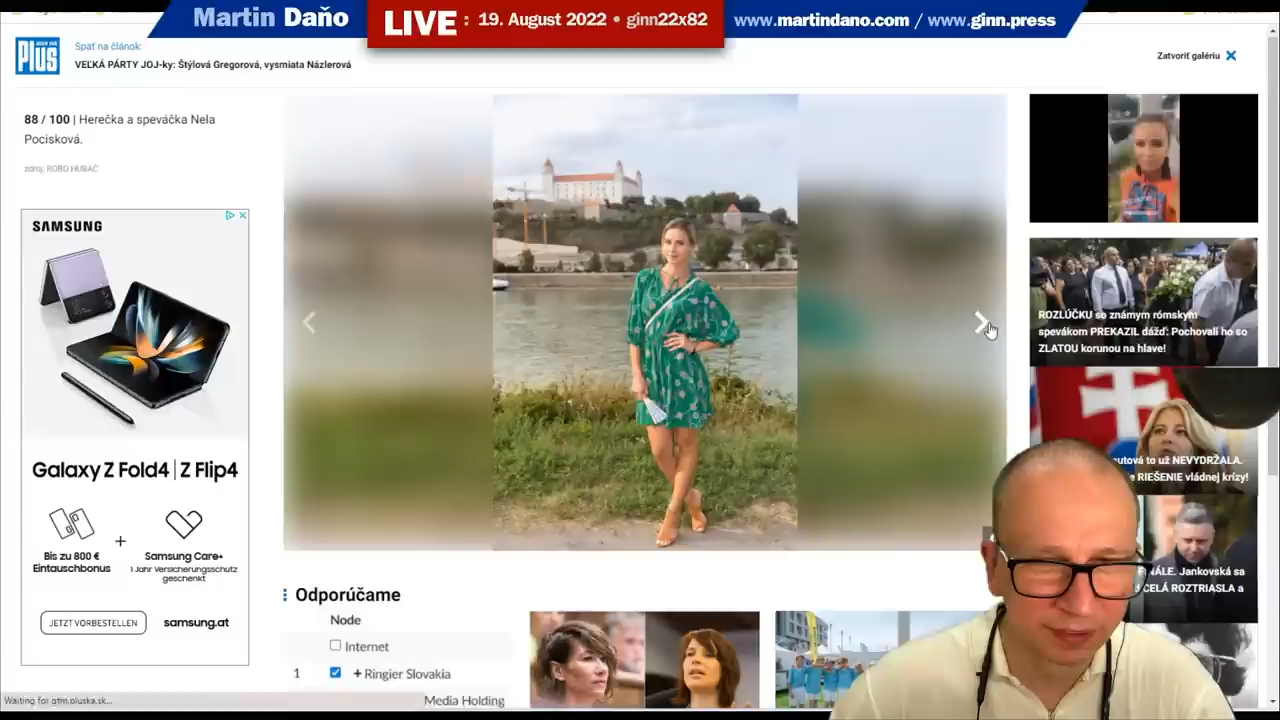 Martin Daňo
LIVE : 19. August 2022 • ginn22x82
www.martindano.com / www.ginn.press
Plus
Späť na článok:
VEĽKÁ PÁRTY JOJ-ky: Štýlová Gregorová, vysmiata Názlerová
Zatvoriť galériu
88 / 100 | Herečka a speváčka Nela
Pocisková.
zdroj: ROBO HUBAČ
SAMSUNG
Galaxy Z Fold4 | Z Flip4
Bis zu 800 €
Eintauschbonus
+
Samsung Care+
1 Jahr Versicherungsschutz
geschenkt
JETZT VORBESTELLEN
samsung.at
ROZLÚČKU so známym rómskym
spevákom PREKAZIL dážď: Pochovali ho so
ZLATOU korunou na hlave!
utová to už NEVYDRŽALA.
e RIEŠENIE vládnej krízy!
Jankovská sa
CELÁ ROZTRIASLA a
Odporúčame
Node
Internet
1 + Ringier Slovakia
Media Holding
Waiting for gtm.pluska.sk...